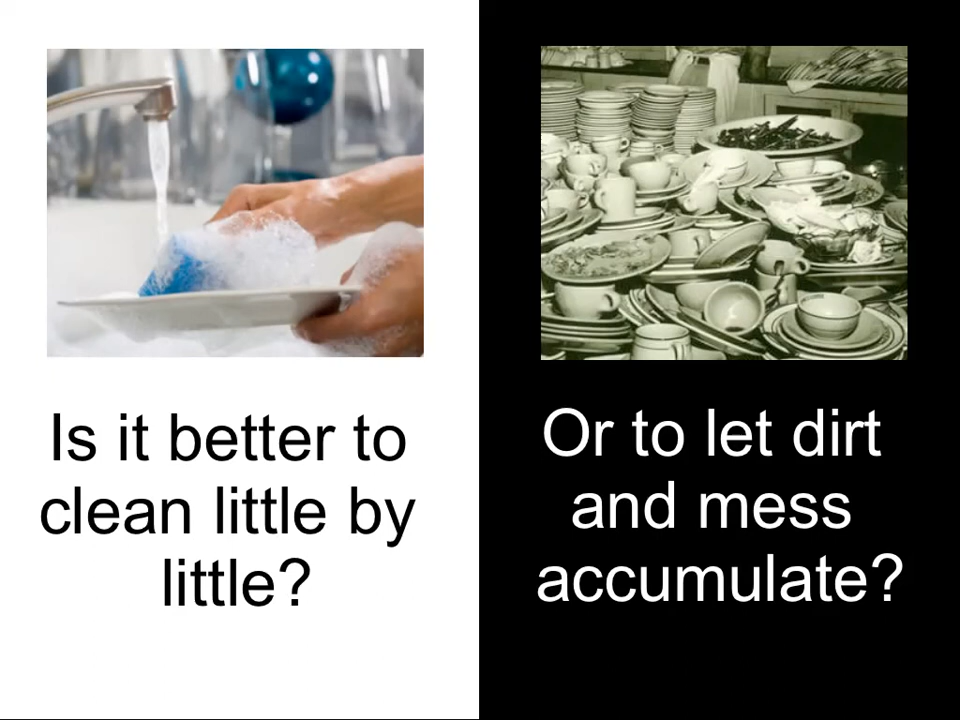 Is it better to
clean little by
little?
Or to let dirt
and mess
accumulate?